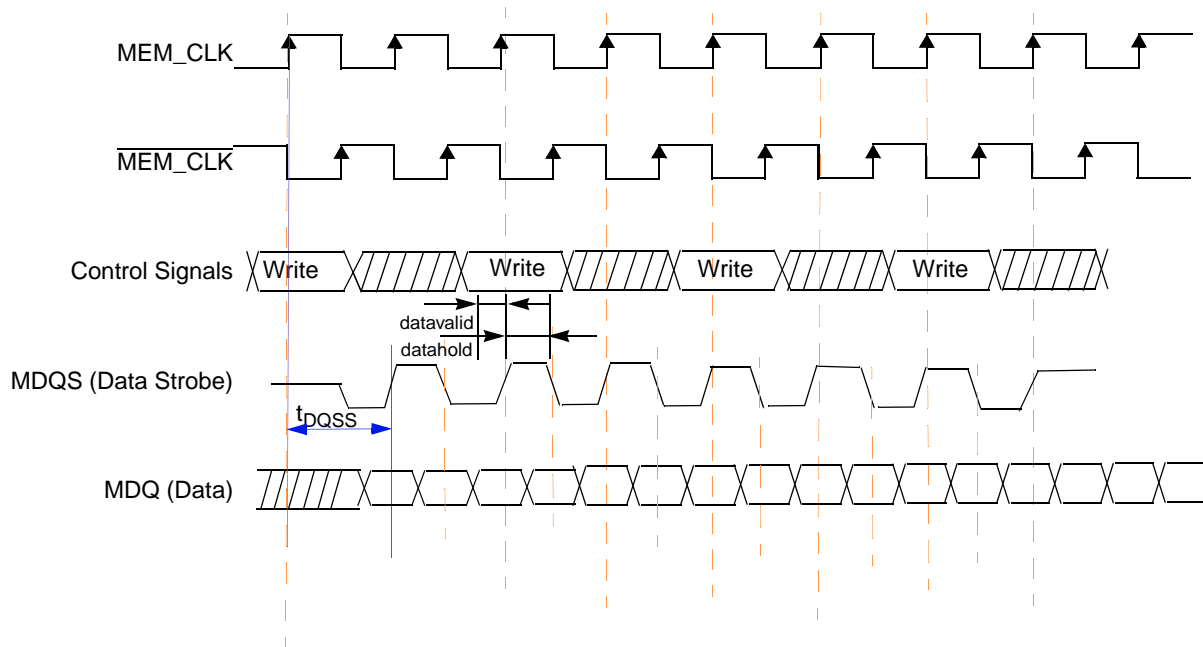 MEM_CLK
MEM_CLK
Control Signals Write Write Write Write
datavalid
datahold
MDQS (Data Strobe)
tDQSS
MDQ (Data)